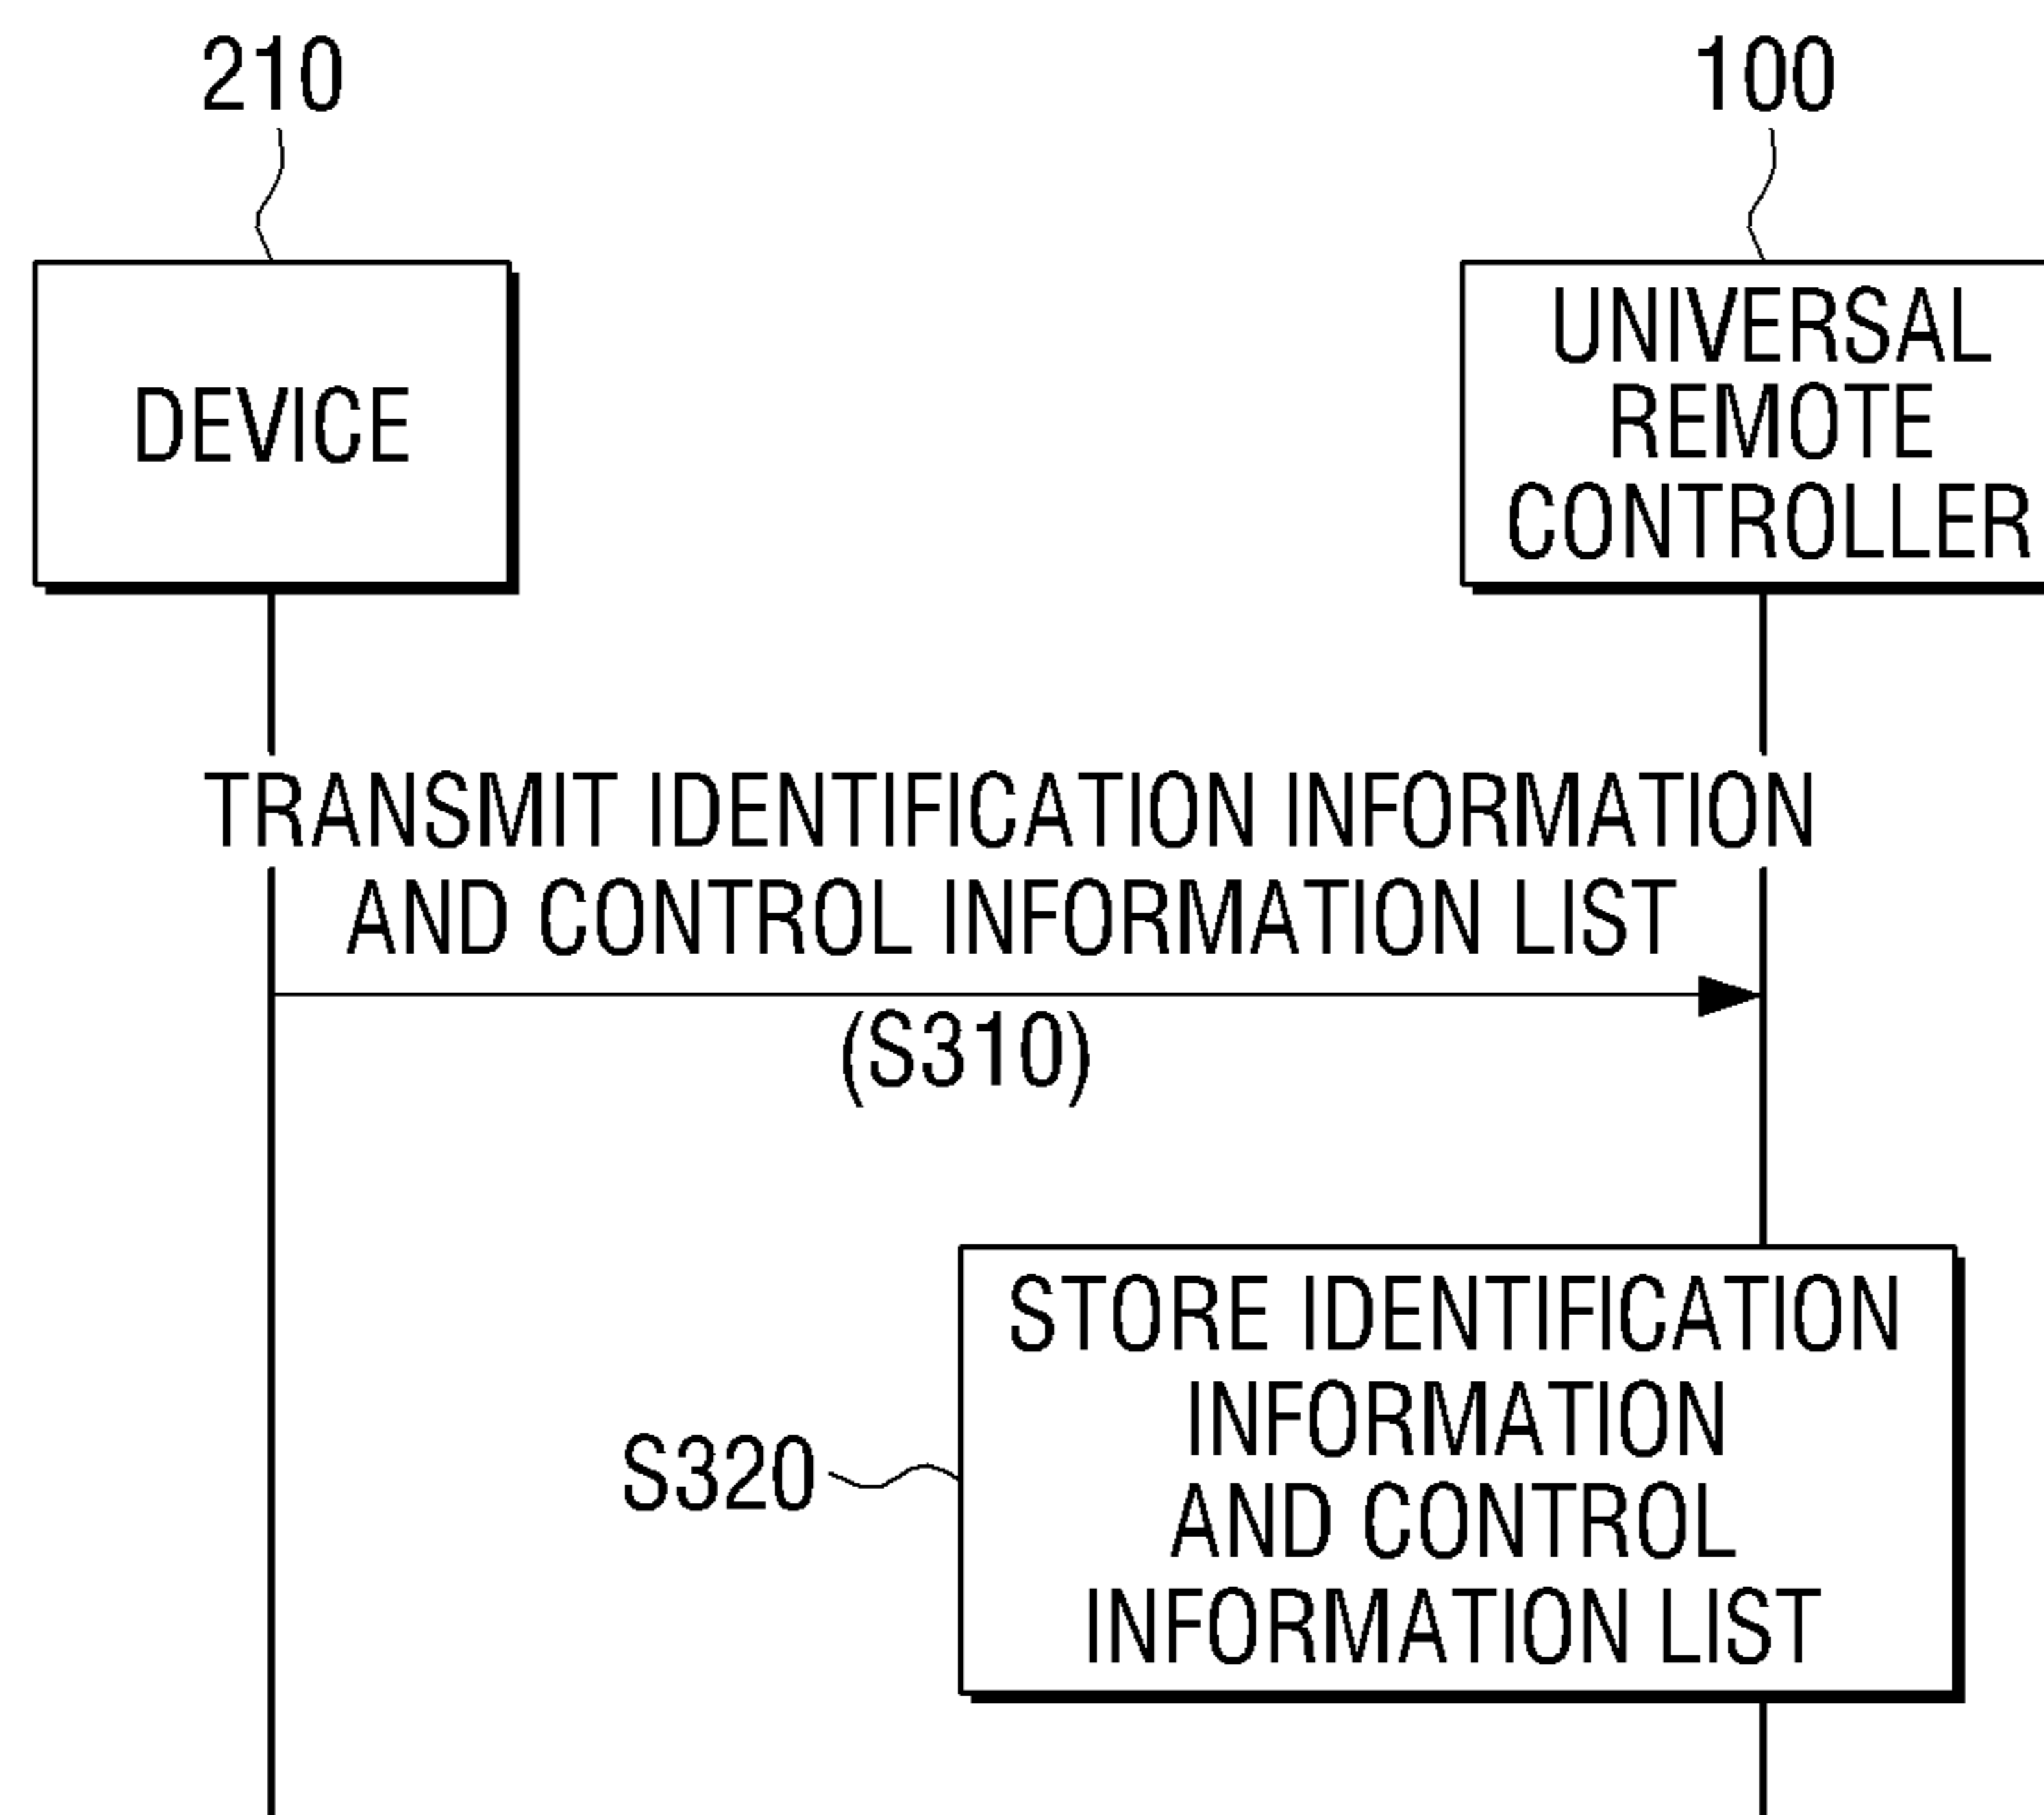 210
100
DEVICE
UNIVERSAL
REMOTE
CONTROLLER
TRANSMIT IDENTIFICATION INFORMATION
AND CONTROL INFORMATION LIST
(S310)
STORE IDENTIFICATION
INFORMATION
AND CONTROL
INFORMATION LIST
S320